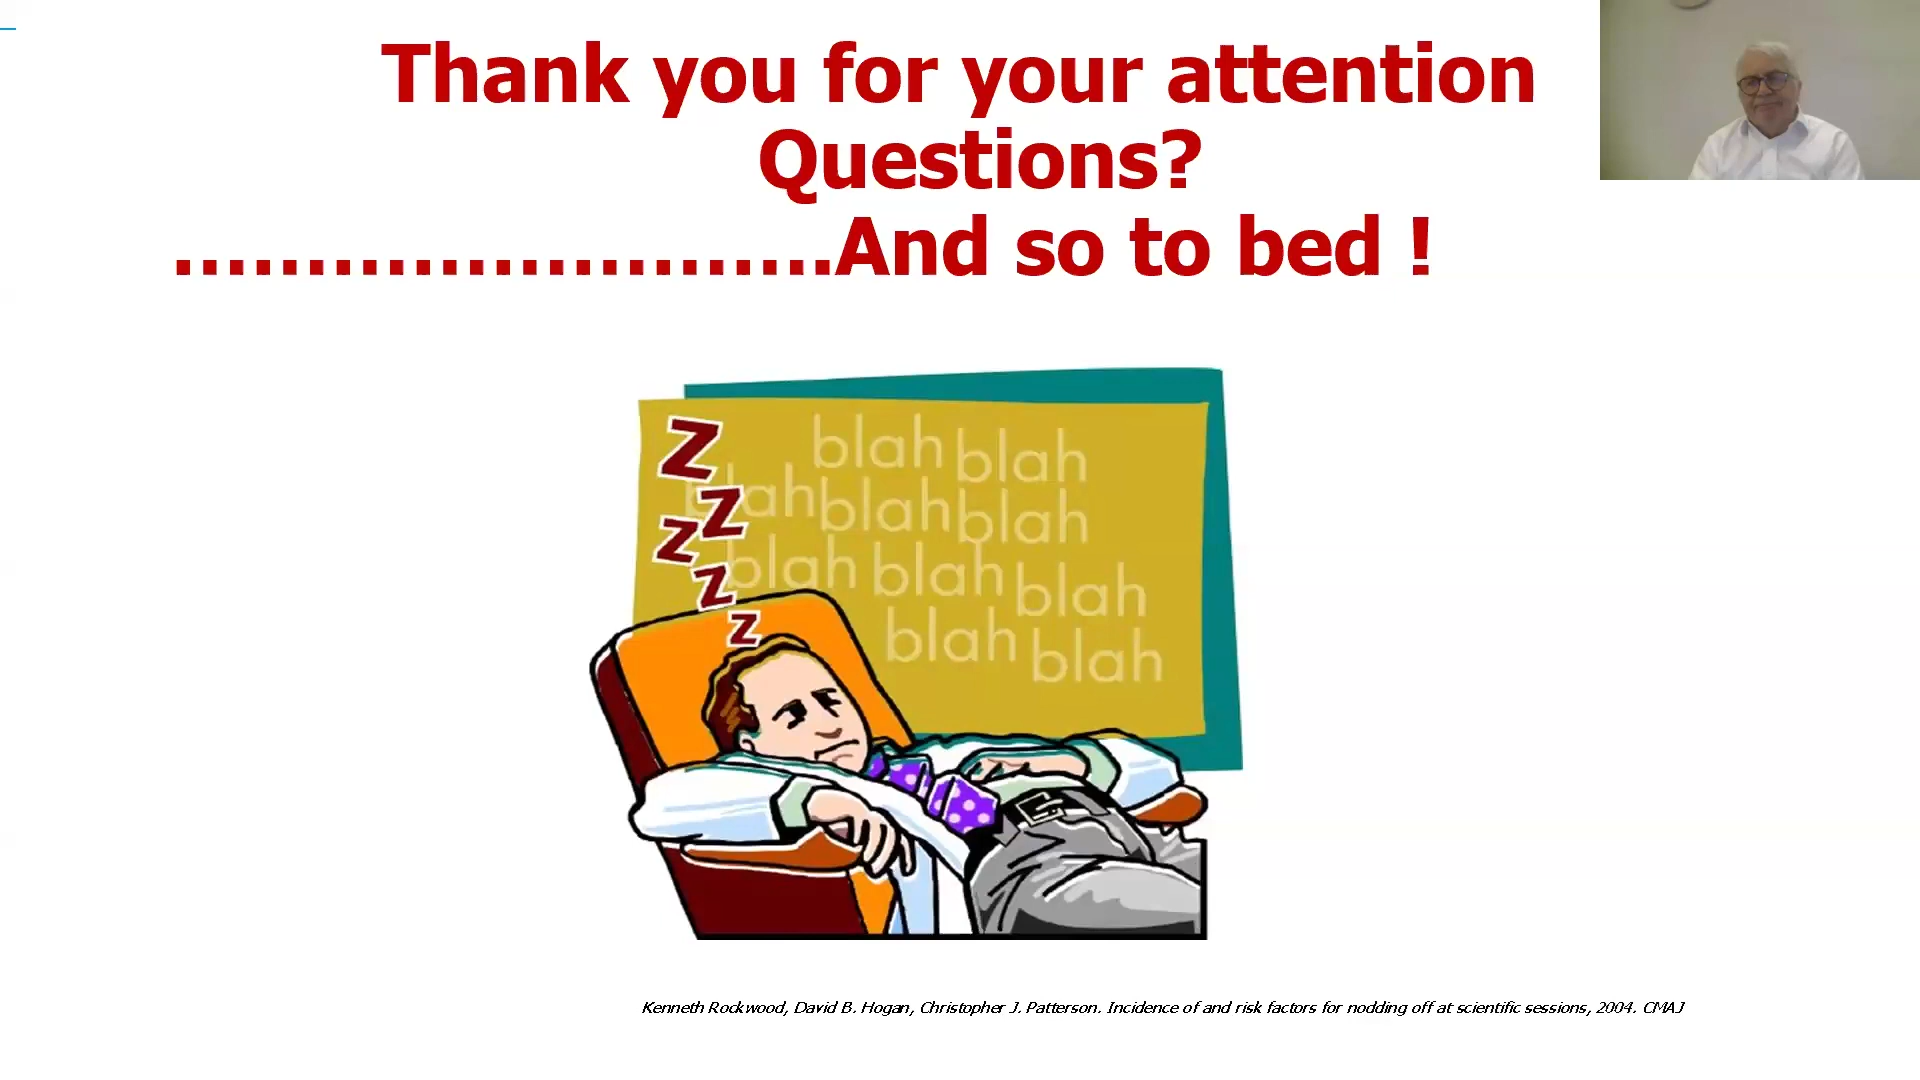 Thank you for your attention
Questions?
.........................And so to bed !
z
blah blah
z
blah blah blah
z
z
blah blah blah
z
blah blah
Kenneth Rockwood, David B. Hogan, Christopher J. Patterson. Incidence of and risk factors for nodding off at scientific sessions, 2004. CMAJ